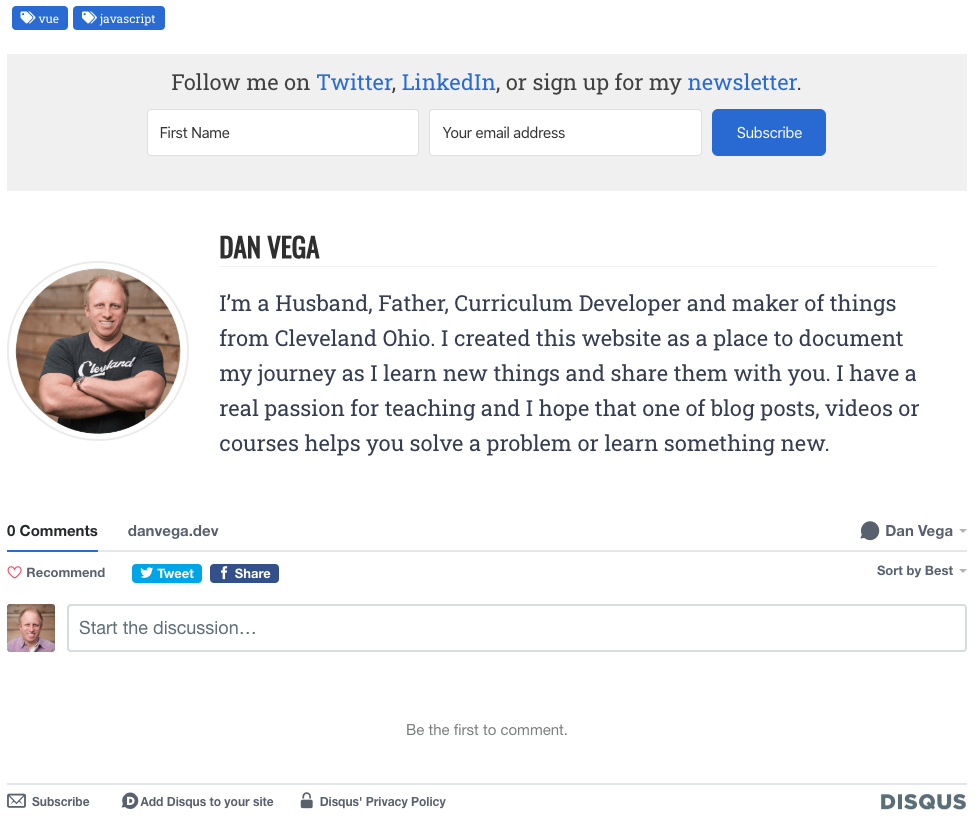 vue javascript
Follow me on Twitter, LinkedIn, or sign up for my newsletter.
First Name Your email address Subscribe
DAN VEGA
I'm a Husband, Father, Curriculum Developer and maker of things
from Cleveland Ohio. I created this website as a place to document
my journey as I learn new things and share them with you. I have a
real passion for teaching and I hope that one of blog posts, videos or
courses helps you solve a problem or learn something new.
Cleveland
0 Comments danvega.dev Dan Vega
Recommend Tweet Share Sort by Best
Start the discussion…
Be the first to comment.
Subscribe Add Disqus to your site Disqus' Privacy Policy DISQUS